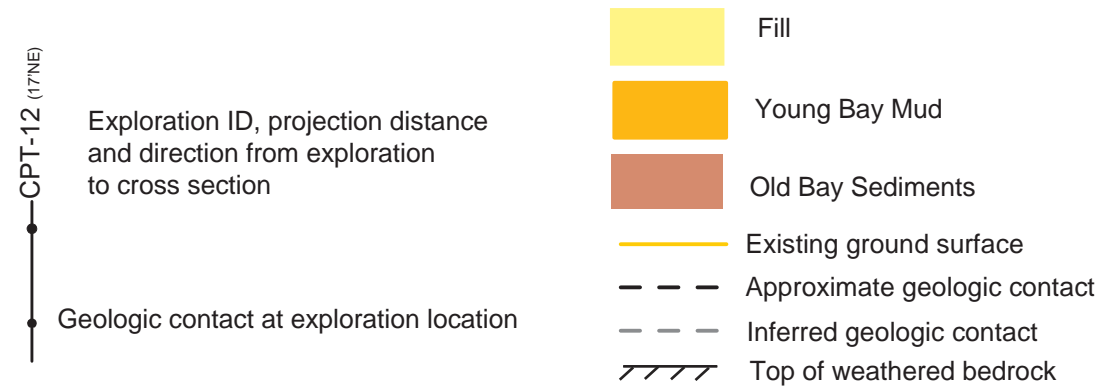 CPT-12 (17'NE)
Exploration ID, projection distance
and direction from exploration
to cross section
Geologic contact at exploration location
Fill
Young Bay Mud
Old Bay Sediments
Existing ground surface
Approximate geologic contact
Inferred geologic contact
Top of weathered bedrock